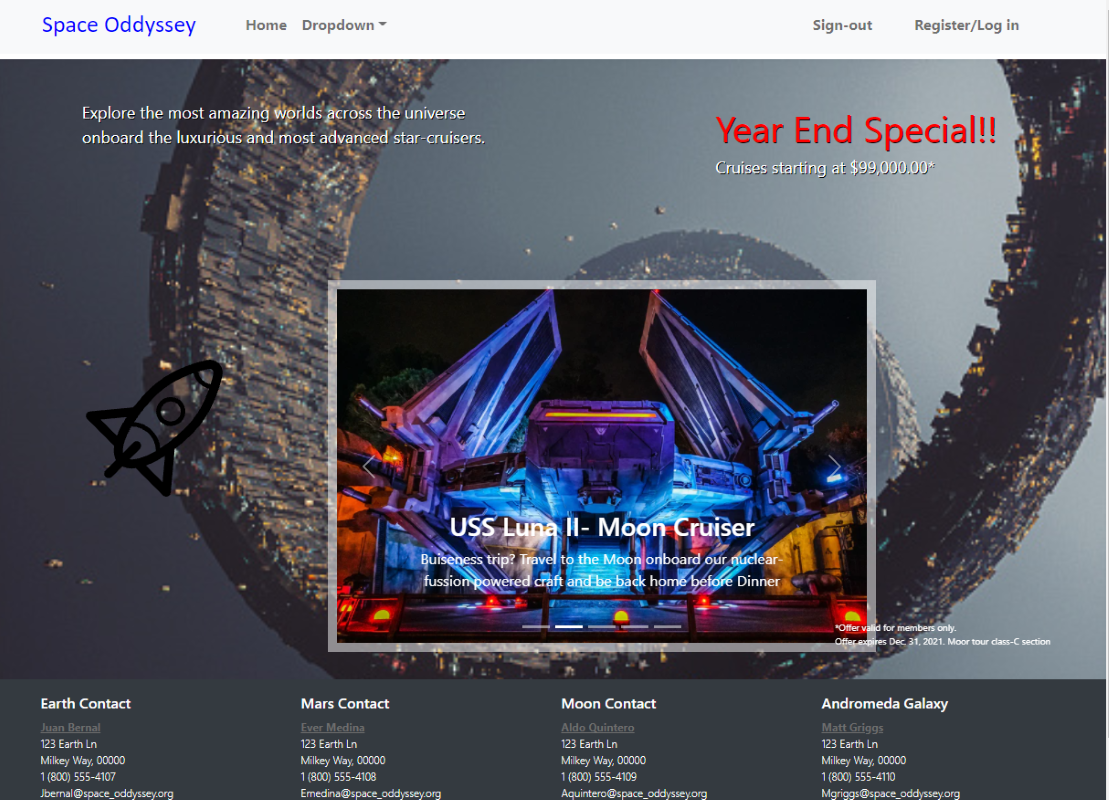 Space Oddyssey
Home
Dropdown
Sign-out
Register/Log in
Explore the most amazing worlds across the universe
onboard the luxurious and most advanced star-cruisers.
Year End Special!!
Cruises starting at $99,000.00*
USS Luna II- Moon Cruiser
Buiseness trip? Travel to the Moon onboard our nuclear-
fussion powered craft and be back home before Dinner
*Offer valid for members only.
Offer expires Dec. 31, 2021. Moor tour class-C section
Earth Contact
Juan Bernal
123 Earth Ln
Milkey Way, 00000
1 (800) 555-4107
Jbernal@space_oddyssey.org
Mars Contact
Ever Medina
123 Earth Ln
Milkey Way, 00000
1 (800) 555-4108
Emedina@space_oddyssey.org
Moon Contact
Aldo Quintero
123 Earth Ln
Milkey Way, 00000
1 (800) 555-4109
Aquintero@space_oddyssey.org
Andromeda Galaxy
Matt Griggs
123 Earth Ln
Milkey Way, 00000
1 (800) 555-4110
Mgriggs@space_oddyssey.org